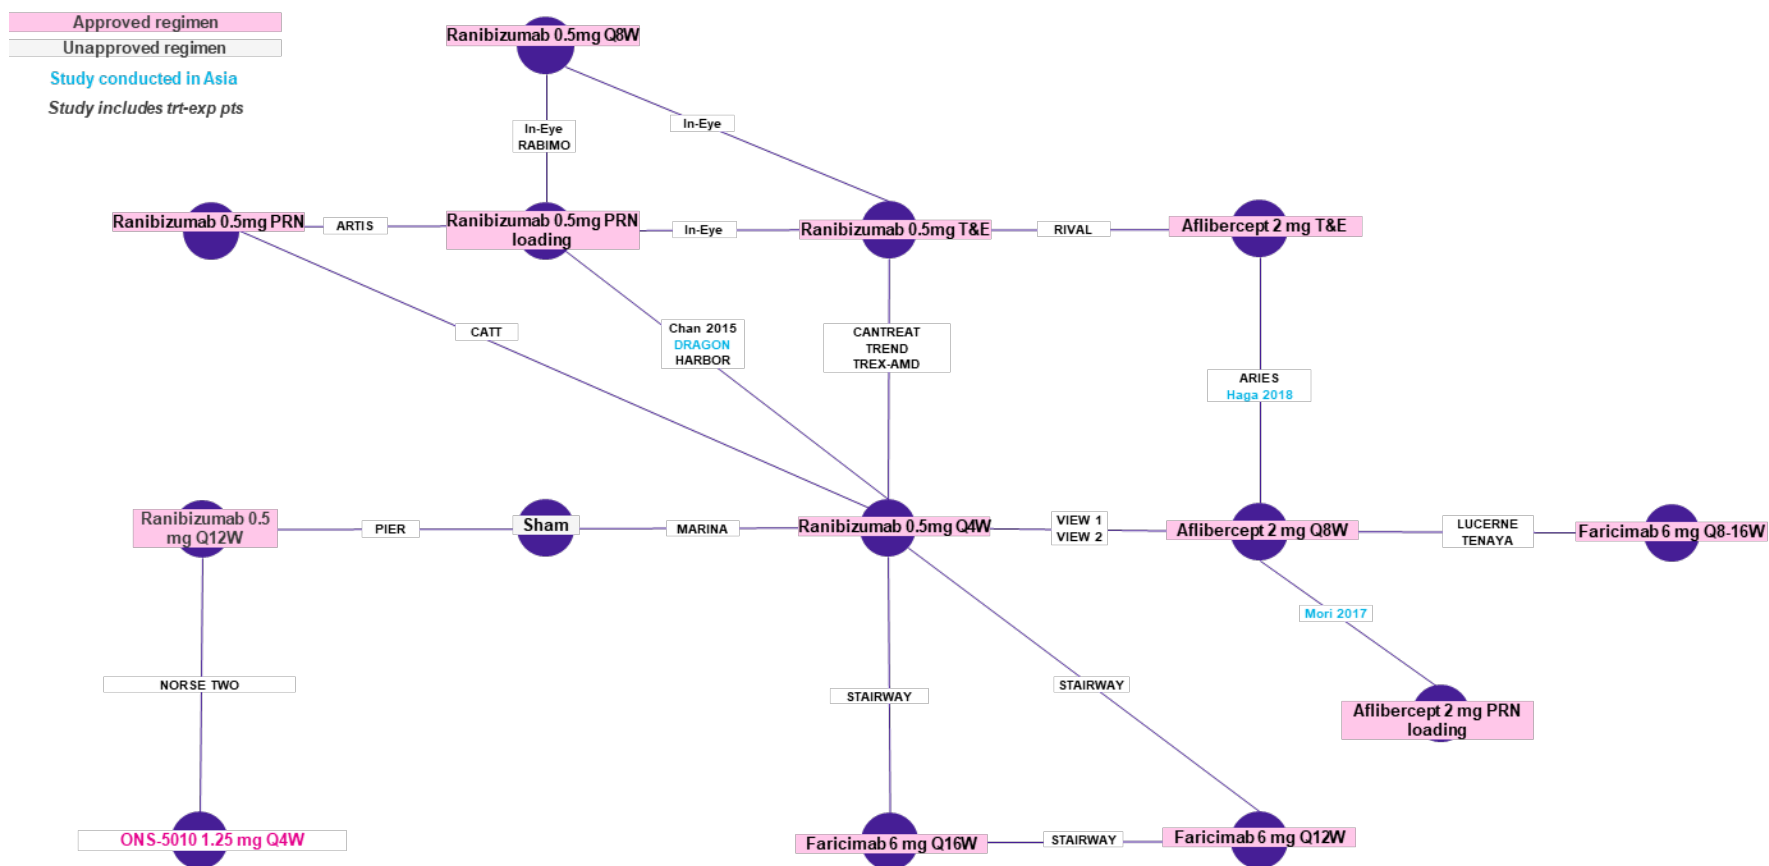 Approved regimen
Unapproved regimen
Study conducted in Asia
Study includes trt-exp pts
Ranibizumab 0.5mg Q8W
In-Eye
RABIMO
In-Eye
Ranibizumab 0.5mg PRN
ARTIS
Ranibizumab 0.5mg PRN
loading
In-Eye
Ranibizumab 0.5mg T&E
RIVAL
Aflibercept 2 mg T&E
CATT
Chan 2015
DRAGON
HARBOR
CANTREAT
TREND
TREX-AMD
ARIES
Haga 2018
Ranibizumab 0.5
mg Q12W
PIER
Sham
MARINA
Ranibizumab 0.5mg Q4W
VIEW 1
VIEW 2
Aflibercept 2 mg Q8W
LUCERNE
TENAYA
Faricimab 6 mg Q8-16W
Mori 2017
NORSE TWO
STAIRWAY
STAIRWAY
Aflibercept 2 mg PRN
loading
ONS-5010 1.25 mg Q4W
Faricimab 6 mg Q16W
STAIRWAY
Faricimab 6 mg Q12W